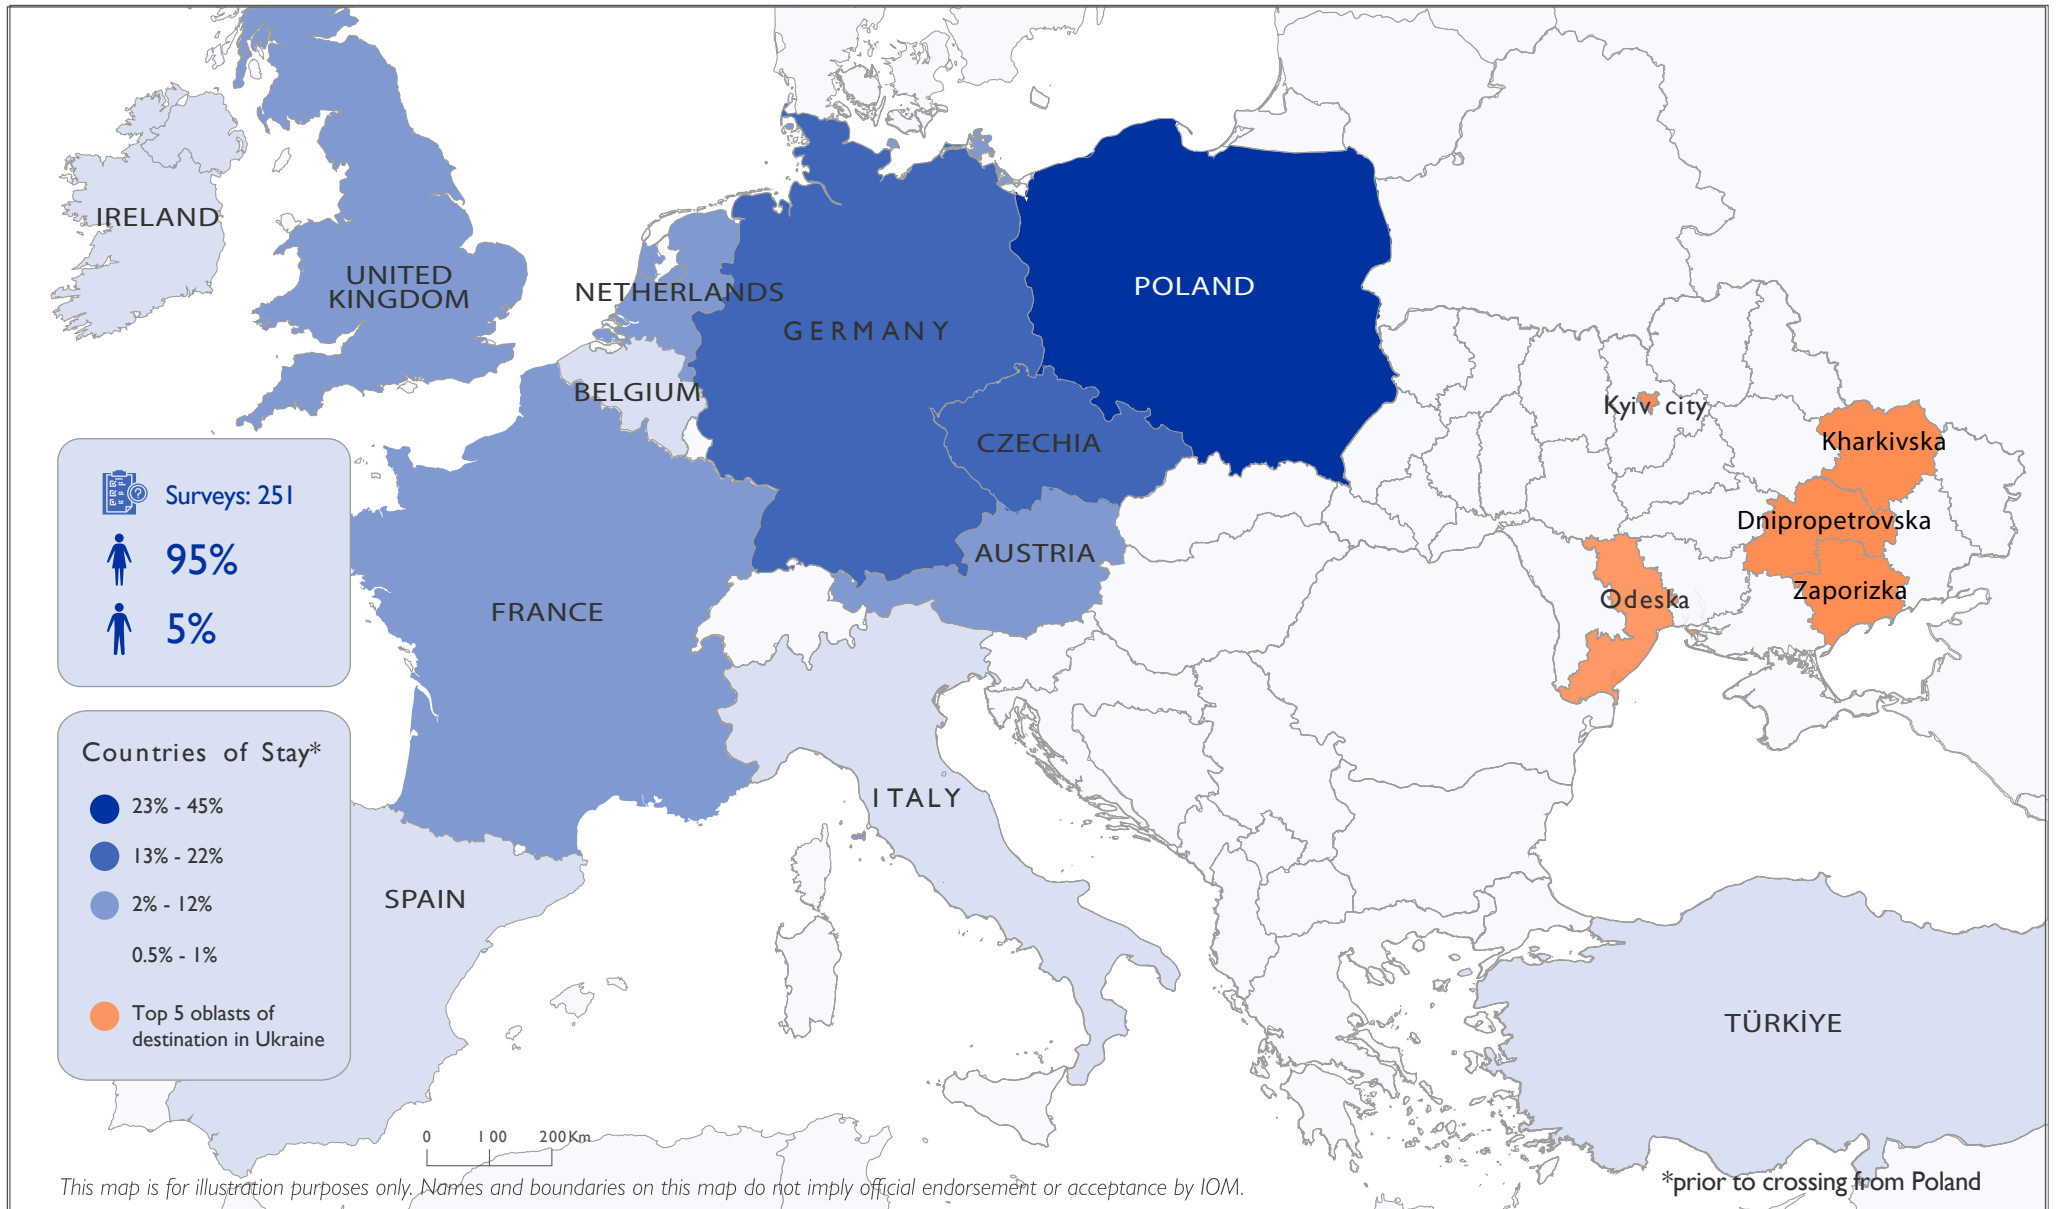 IRELAND
UNITED
KINGDOM
NETHERLANDS
GERMANY
POLAND
BELGIUM
CZECHIA
AUSTRIA
FRANCE
ITALY
SPAIN
TÜRKİYE
Kyiv city
Kharkivska
Dnipropetrovska
Zaporizka
Odeska
Surveys: 251
95%
5%
Countries of Stay*
23% - 45%
13% - 22%
2% - 12%
0.5% - 1%
Top 5 oblasts of
destination in Ukraine
0 100 200Km
This map is for illustration purposes only. Names and boundaries on this map do not imply official endorsement or acceptance by IOM.
*prior to crossing from Poland